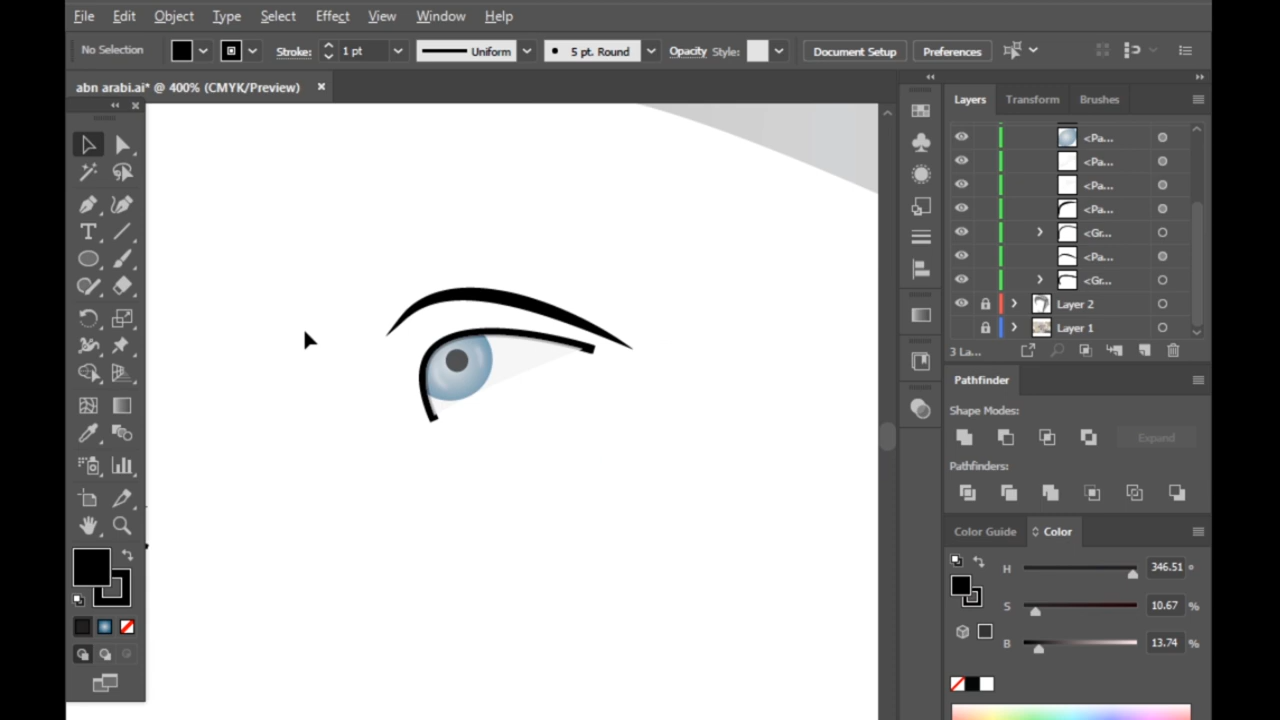 File Edit Object Type Select Effect View Window Help
No Selection Stroke: 1 pt Uniform 5 pt. Round Opacity Style: Document Setup Preferences
abn arabi.ai* @ 400% (CMYK/Preview)
Layers Transform Brushes
<Pa...
<Pa...
<Pa...
<Pa...
<Gr...
<Pa...
<Gr...
Layer 2
Layer 1
3 La...
Pathfinder
Shape Modes:
Expand
Pathfinders:
Color Guide Color
H 346.51 °
S 10.67 %
B 13.74 %